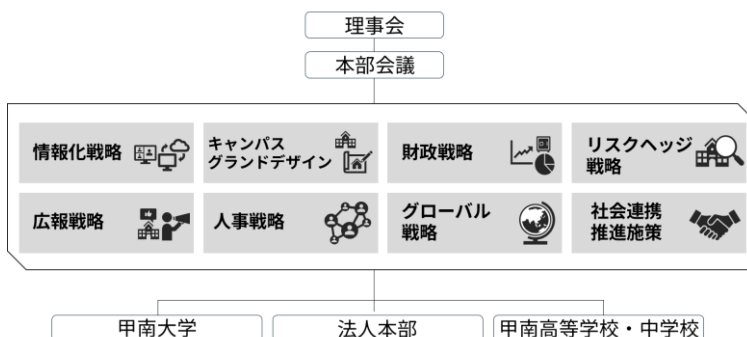 理事会
本部会議
情報化戦略
キャンパス
グランドデザイン
財政戦略
リスクヘッジ
戦略
広報戦略
人事戦略
グローバル
戦略
社会連携
推進施策
甲南大学
法人本部
甲南高等学校・中学校